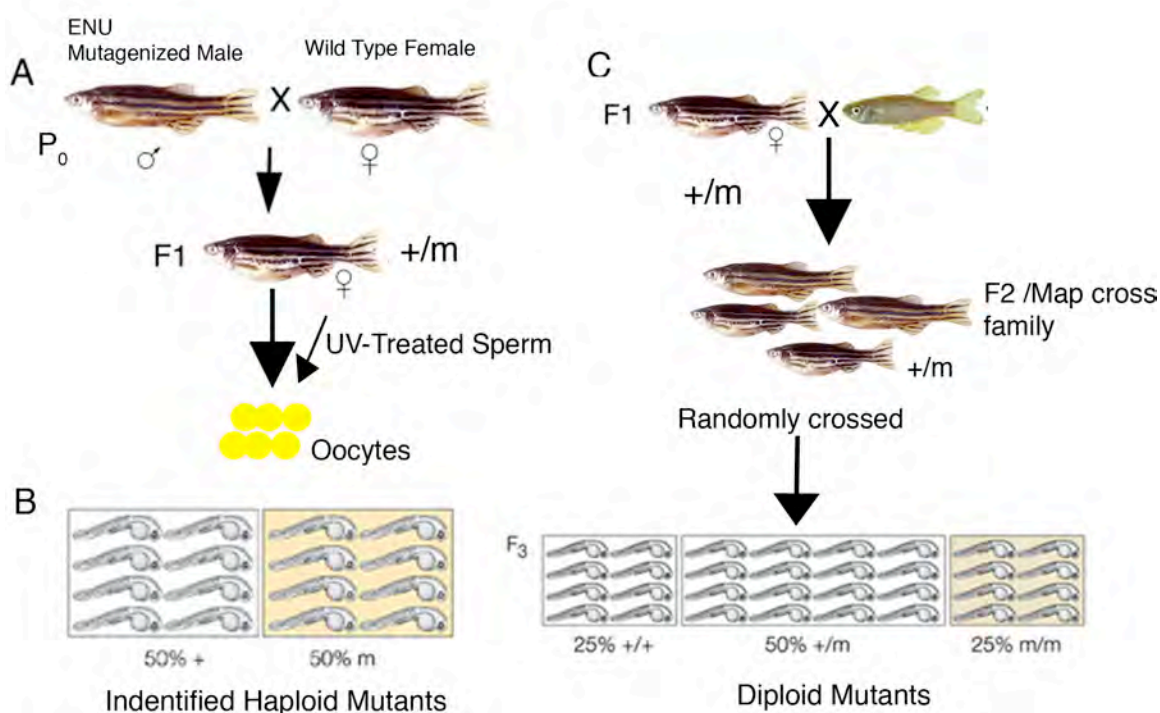 A
ENU
Mutagenized Male
Wild Type Female
X
P0
♂
♀
F1
+/m
♀
UV-Treated Sperm
Oocytes
B
50% +
50% m
Indentified Haploid Mutants
C
F1
♀
X
+/m
F2 /Map cross
family
+/m
Randomly crossed
F3
25% +/+
50% +/m
25% m/m
Diploid Mutants